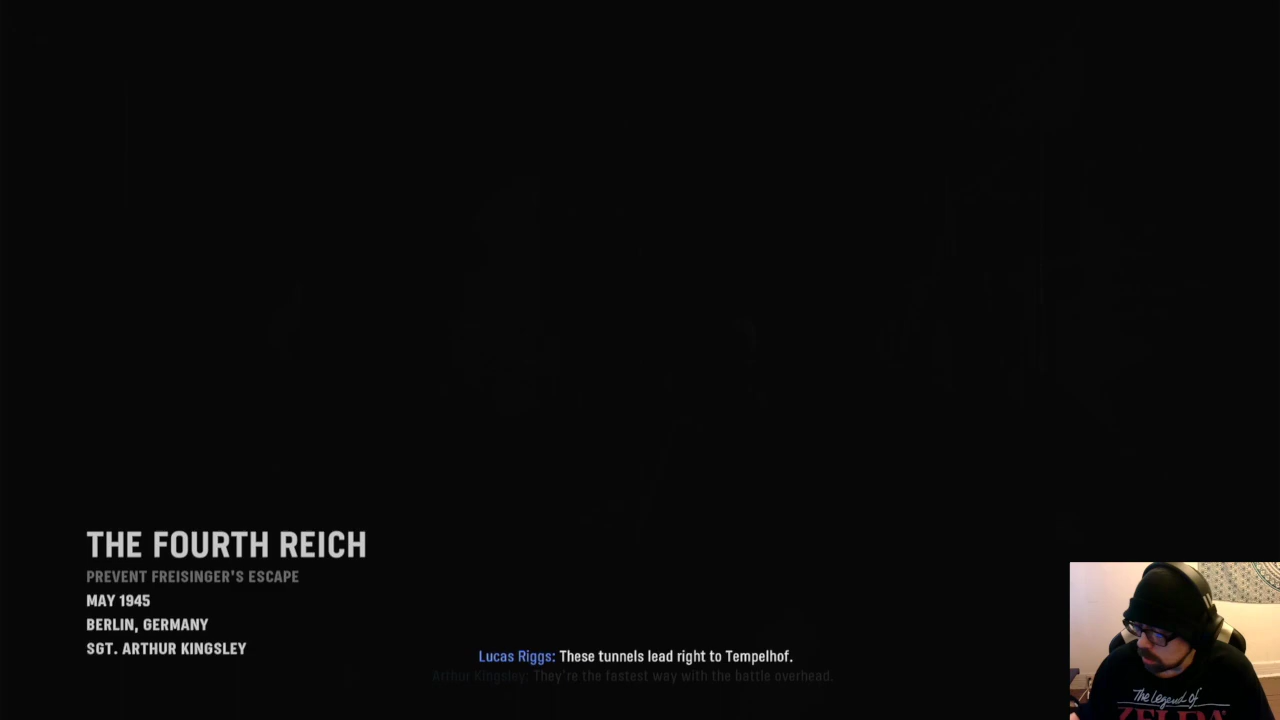 THE FOURTH REICH
PREVENT FREISINGER'S ESCAPE
MAY 1945
BERLIN, GERMANY
SGT. ARTHUR KINGSLEY
Lucas Riggs: These tunnels lead right to Tempelhof.
Arthur Kingsley: They're the fastest way with the battle overhead.
The Legend of
ZELDA